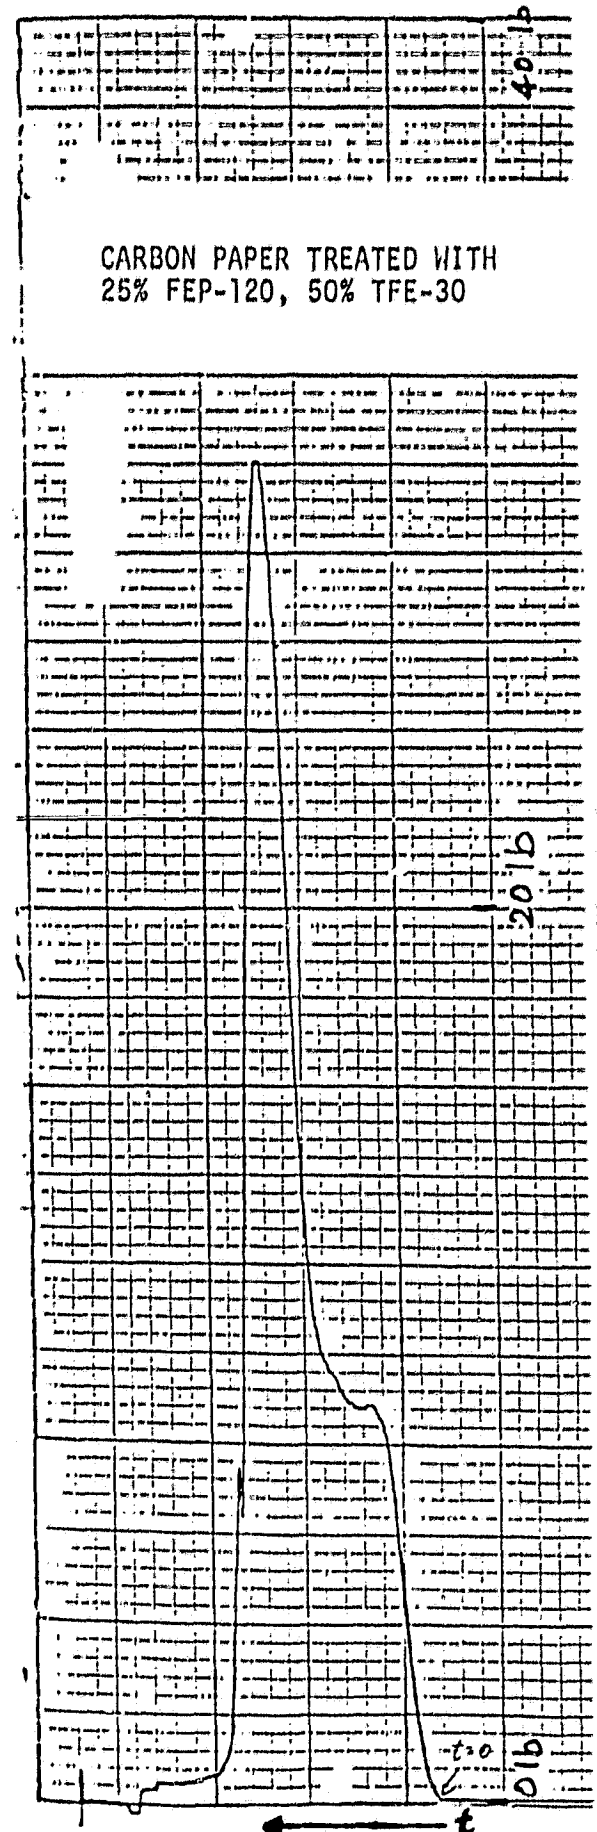 40 lb
CARBON PAPER TREATED WITH
25% FEP-120, 50% TFE-30
20 lb
t=0
0 lb
t